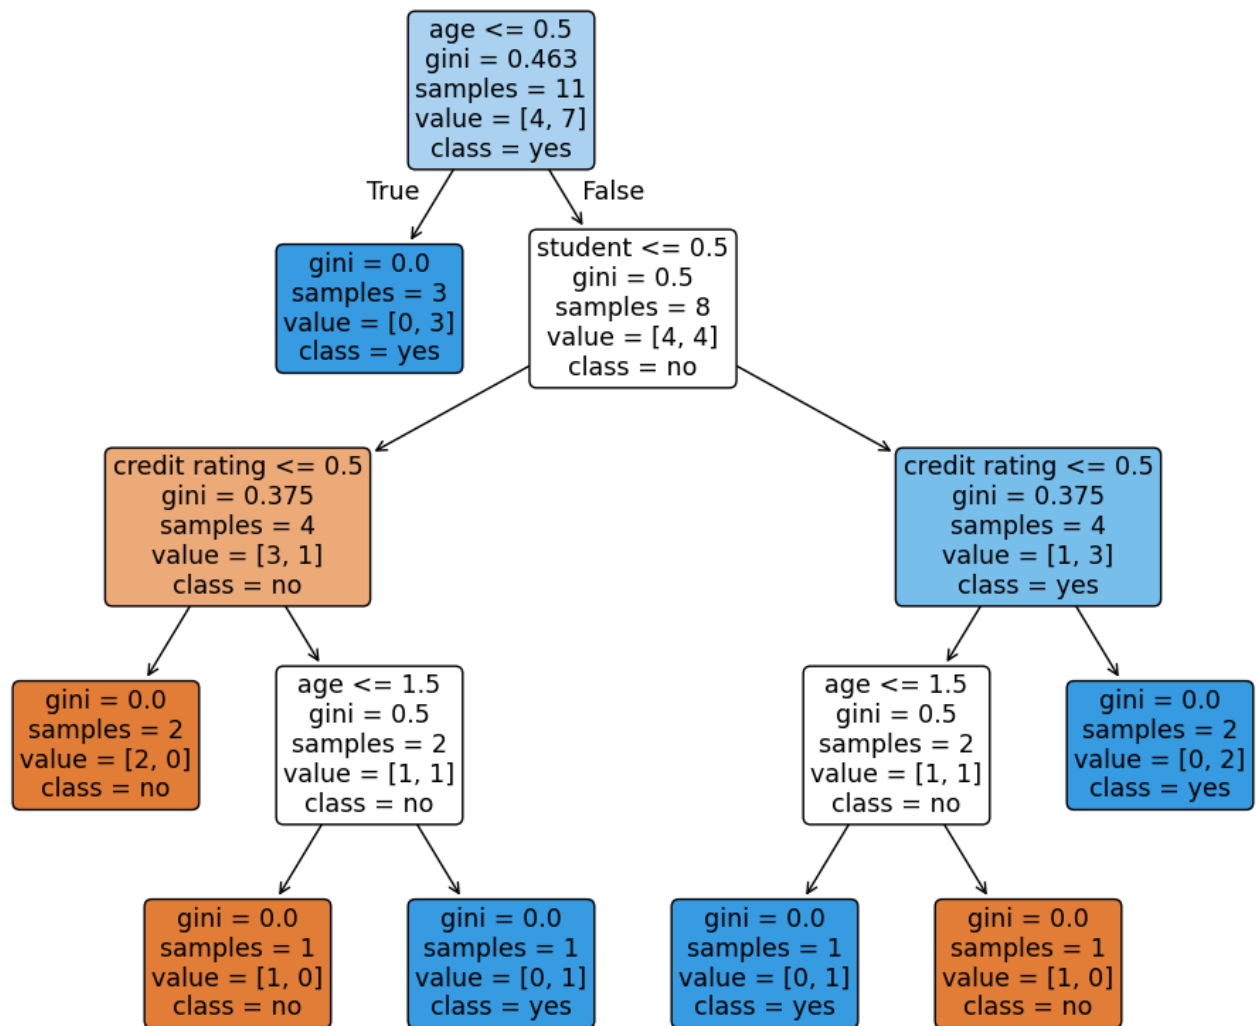 age <= 0.5
gini = 0.463
samples = 11
value = [4, 7]
class = yes
True
False
gini = 0.0
samples = 3
value = [0, 3]
class = yes
student <= 0.5
gini = 0.5
samples = 8
value = [4, 4]
class = no
credit rating <= 0.5
gini = 0.375
samples = 4
value = [3, 1]
class = no
credit rating <= 0.5
gini = 0.375
samples = 4
value = [1, 3]
class = yes
gini = 0.0
samples = 2
value = [2, 0]
class = no
age <= 1.5
gini = 0.5
samples = 2
value = [1, 1]
class = no
age <= 1.5
gini = 0.5
samples = 2
value = [1, 1]
class = no
gini = 0.0
samples = 2
value = [0, 2]
class = yes
gini = 0.0
samples = 1
value = [1, 0]
class = no
gini = 0.0
samples = 1
value = [0, 1]
class = yes
gini = 0.0
samples = 1
value = [0, 1]
class = yes
gini = 0.0
samples = 1
value = [1, 0]
class = no